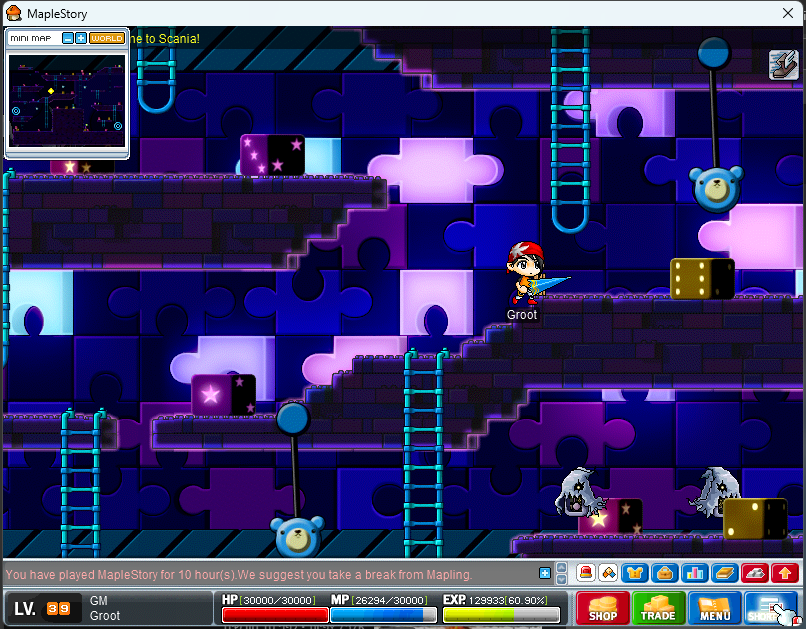 MapleStory
MINI MAP WORLD
me to Scania!
Groot
You have played MapleStory for 10 hour(s).We suggest you take a break from Mapling.
LV. 39
GM
Groot
HP[30000/30000] MP[26294/30000] EXP 129933[60.90%]
SHOP TRADE MENU